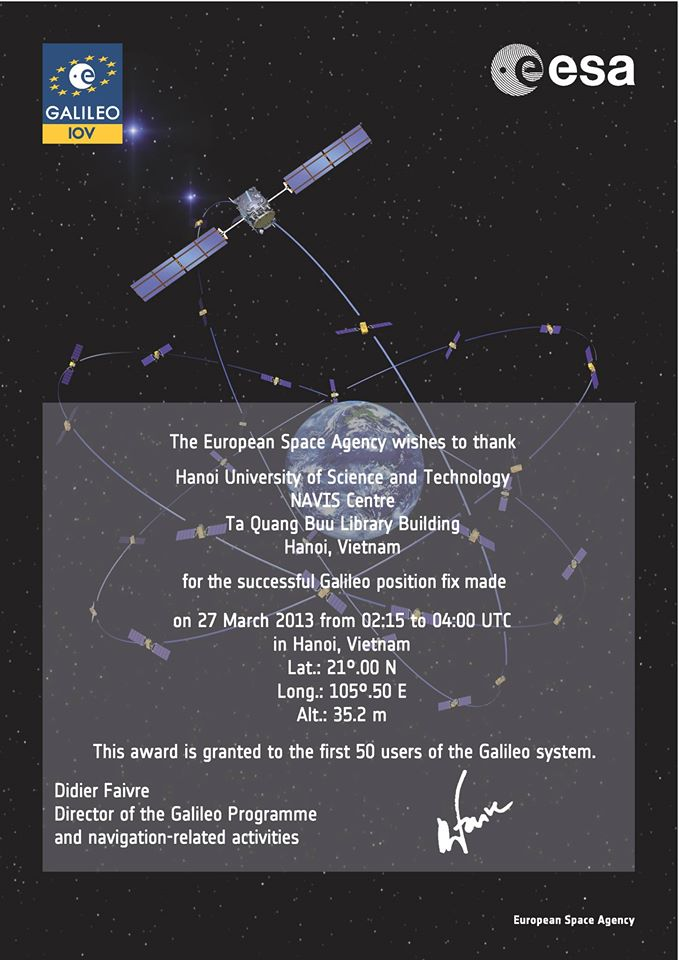 GALILEO
IOV
esa
The European Space Agency wishes to thank
Hanoi University of Science and Technology
NAVIS Centre
Ta Quang Buu Library Building
Hanoi, Vietnam
for the successful Galileo position fix made
on 27 March 2013 from 02:15 to 04:00 UTC
in Hanoi, Vietnam
Lat.: 21º.00 N
Long.: 105º.50 E
Alt.: 35.2 m
This award is granted to the first 50 users of the Galileo system.
Didier Faivre
Director of the Galileo Programme
and navigation-related activities
European Space Agency